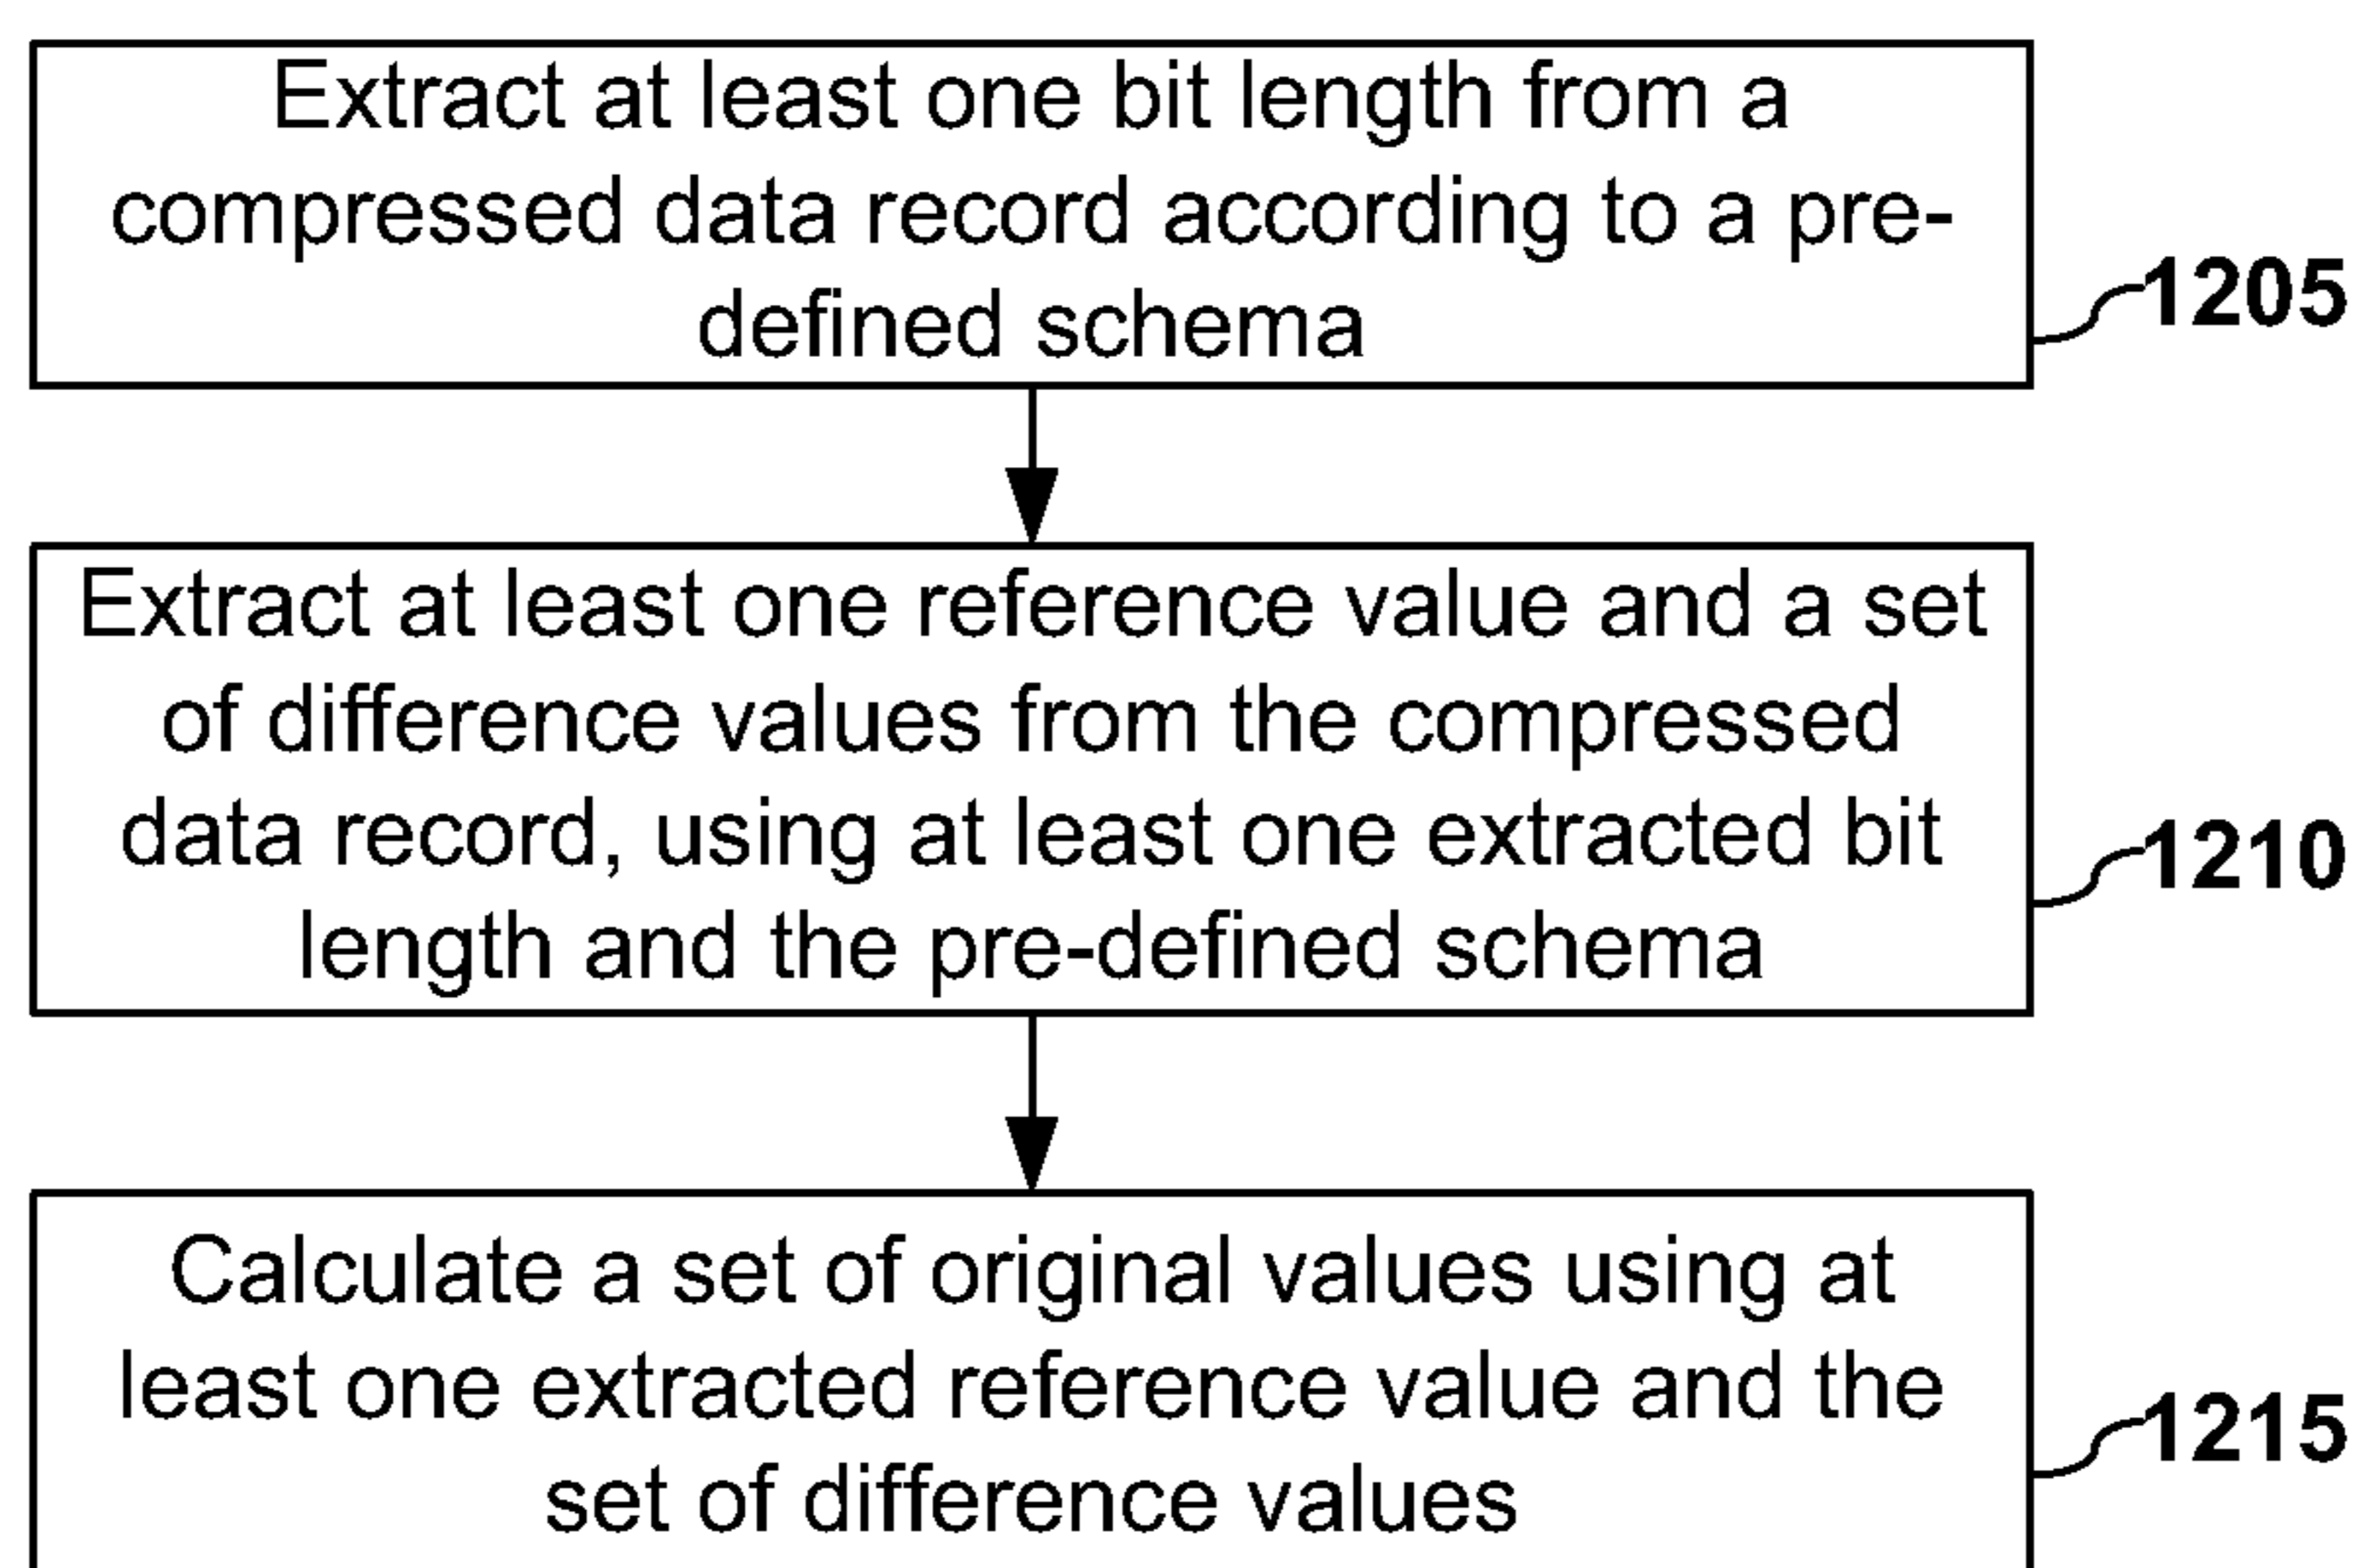 Extract at least one bit length from a
compressed data record according to a pre-
defined schema
1205
Extract at least one reference value and a set
of difference values from the compressed
data record, using at least one extracted bit
length and the pre-defined schema
1210
Calculate a set of original values using at
least one extracted reference value and the
set of difference values
1215